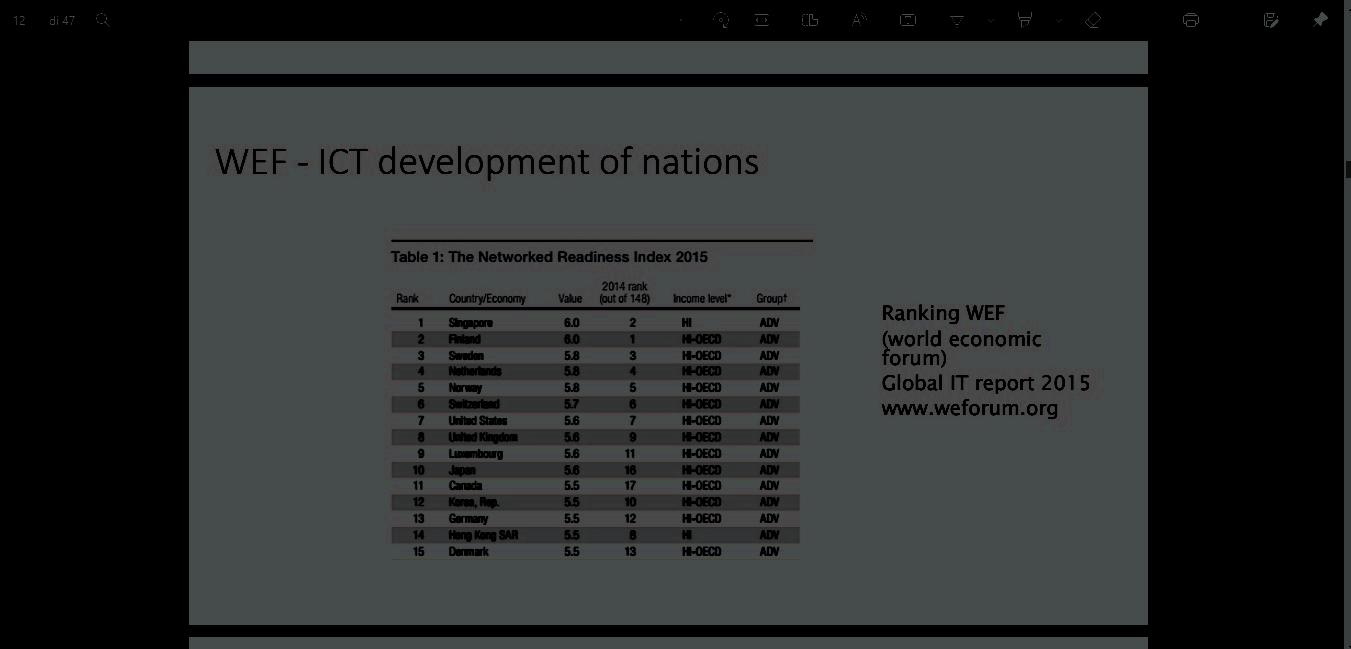 12 di 47
WEF - ICT development of nations
Table 1: The Networked Readiness Index 2015
Rank Country/Economy Value 2014 rank (out of 148) Income level* Group†
1 Singapore 6.0 2 HI ADV
2 Finland 6.0 1 HI-OECD ADV
3 Sweden 5.8 3 HI-OECD ADV
4 Netherlands 5.8 4 HI-OECD ADV
5 Norway 5.8 5 HI-OECD ADV
6 Switzerland 5.7 6 HI-OECD ADV
7 United States 5.6 7 HI-OECD ADV
8 United Kingdom 5.6 9 HI-OECD ADV
9 Luxembourg 5.6 11 HI-OECD ADV
10 Japan 5.6 16 HI-OECD ADV
11 Canada 5.5 17 HI-OECD ADV
12 Korea, Rep. 5.5 10 HI-OECD ADV
13 Germany 5.5 12 HI-OECD ADV
14 Hong Kong SAR 5.5 8 HI ADV
15 Denmark 5.5 13 HI-OECD ADV
Ranking WEF
(world economic
forum)
Global IT report 2015
www.weforum.org